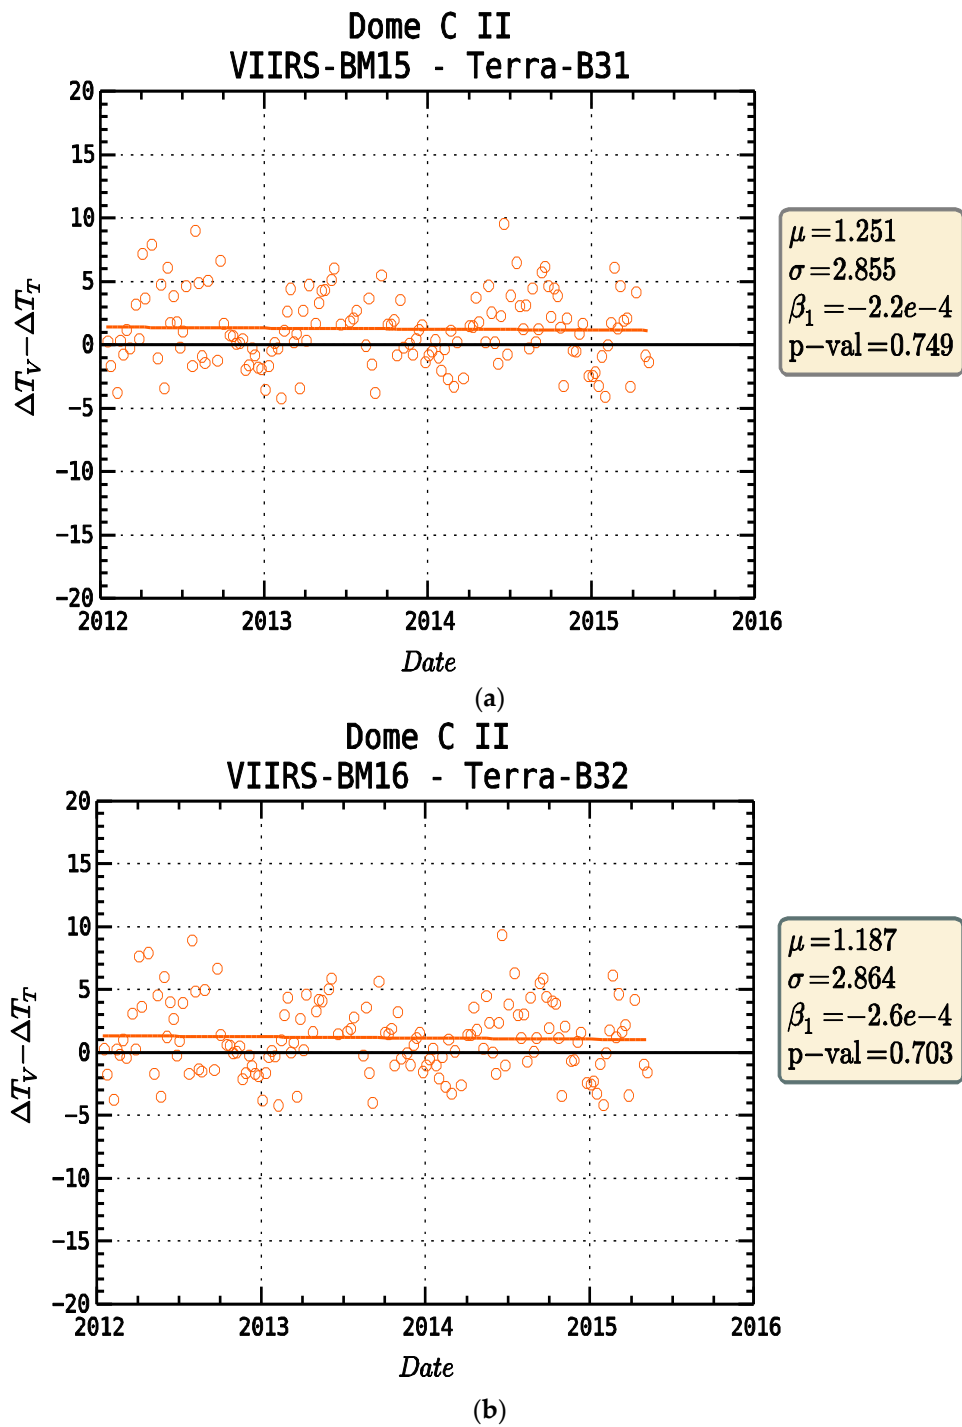 Dome C II
VIIRS-BM15 - Terra-B31
20
15
10
5
0
−5
−10
−15
−20
ΔT_V−ΔT_T
2012 2013 2014 2015 2016
Date
μ=1.251
σ=2.855
β₁=−2.2e−4
p−val=0.749
(a)
Dome C II
VIIRS-BM16 - Terra-B32
20
15
10
5
0
−5
−10
−15
−20
ΔT_V−ΔT_T
2012 2013 2014 2015 2016
Date
μ=1.187
σ=2.864
β₁=−2.6e−4
p−val=0.703
(b)